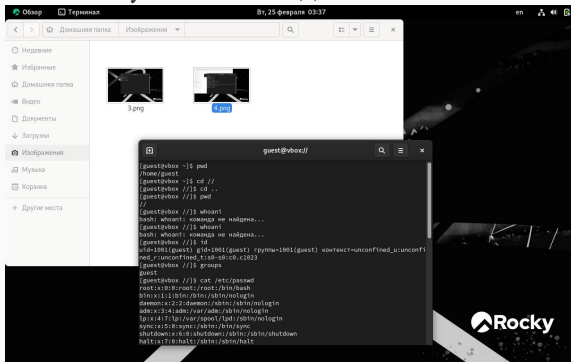 Обзор Терминал Вт, 25 февраля 03:37 en
Домашняя папка Изображения
Недавние
Избранные
Домашняя папка
Видео
Документы
Загрузки
Изображения
Музыка
Корзина
+ Другие места
3.png 4.png
guest@vbox://
[guest@vbox ~]$ pwd
/home/guest
[guest@vbox ~]$ cd //
[guest@vbox //]$ cd ..
[guest@vbox //]$ pwd
//
[guest@vbox //]$ whoani
bash: whoani: команда не найдена...
[guest@vbox //]$ whoani
bash: whoani: команда не найдена...
[guest@vbox //]$ id
uid=1001(guest) gid=1001(guest) группы=1001(guest) контекст=unconfined_u:unconfi
ned_r:unconfined_t:s0-s0:c0.c1023
[guest@vbox //]$ groups
guest
[guest@vbox //]$ cat /etc/passwd
root:x:0:0:root:/root:/bin/bash
bin:x:1:1:bin:/bin:/sbin/nologin
daemon:x:2:2:daemon:/sbin:/sbin/nologin
adm:x:3:4:adm:/var/adm:/sbin/nologin
lp:x:4:7:lp:/var/spool/lpd:/sbin/nologin
sync:x:5:0:sync:/sbin:/bin/sync
shutdown:x:6:0:shutdown:/sbin:/sbin/shutdown
halt:x:7:0:halt:/sbin:/sbin/halt
Rocky